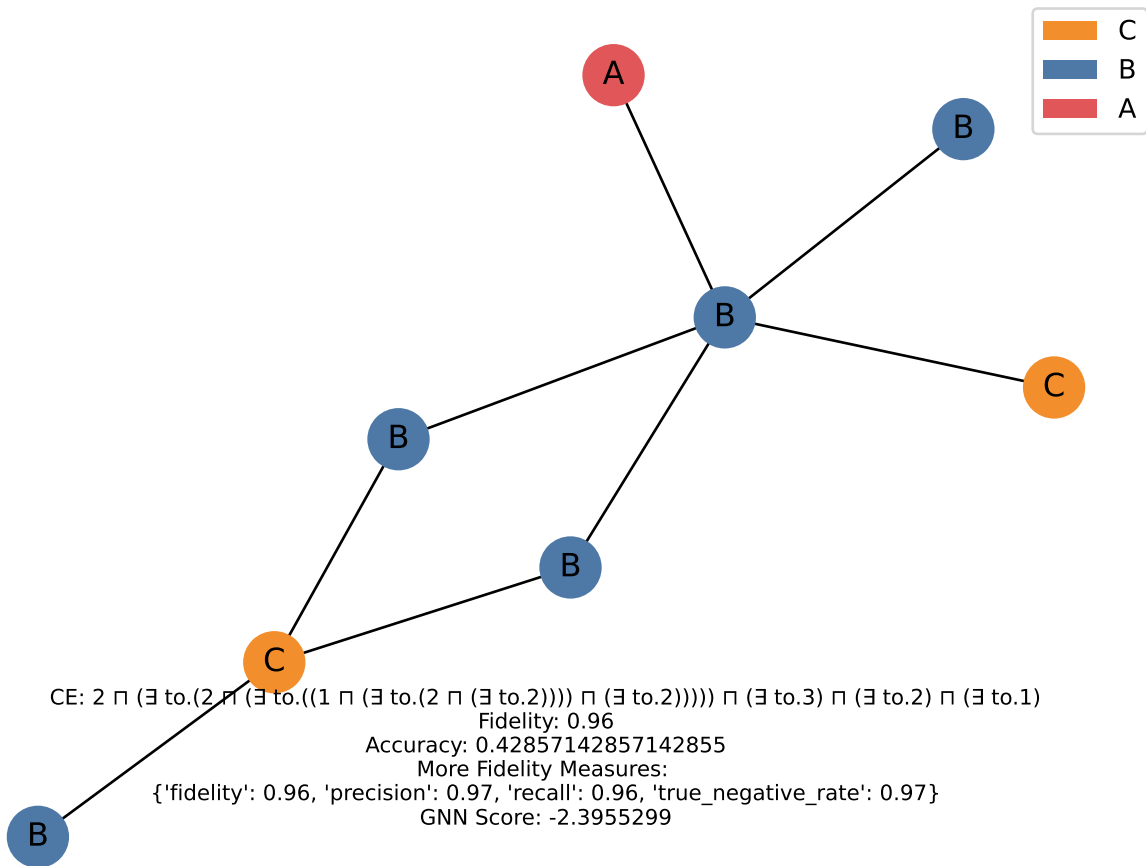 C
B
A
A
B
B
C
B
B
C
CE: 2 ⊓ (∃ to.(2 ⊓ (∃ to.((1 ⊓ (∃ to.(2 ⊓ (∃ to.2)))) ⊓ (∃ to.2))))) ⊓ (∃ to.3) ⊓ (∃ to.2) ⊓ (∃ to.1)
Fidelity: 0.96
Accuracy: 0.42857142857142855
More Fidelity Measures:
{'fidelity': 0.96, 'precision': 0.97, 'recall': 0.96, 'true_negative_rate': 0.97}
GNN Score: -2.3955299
B